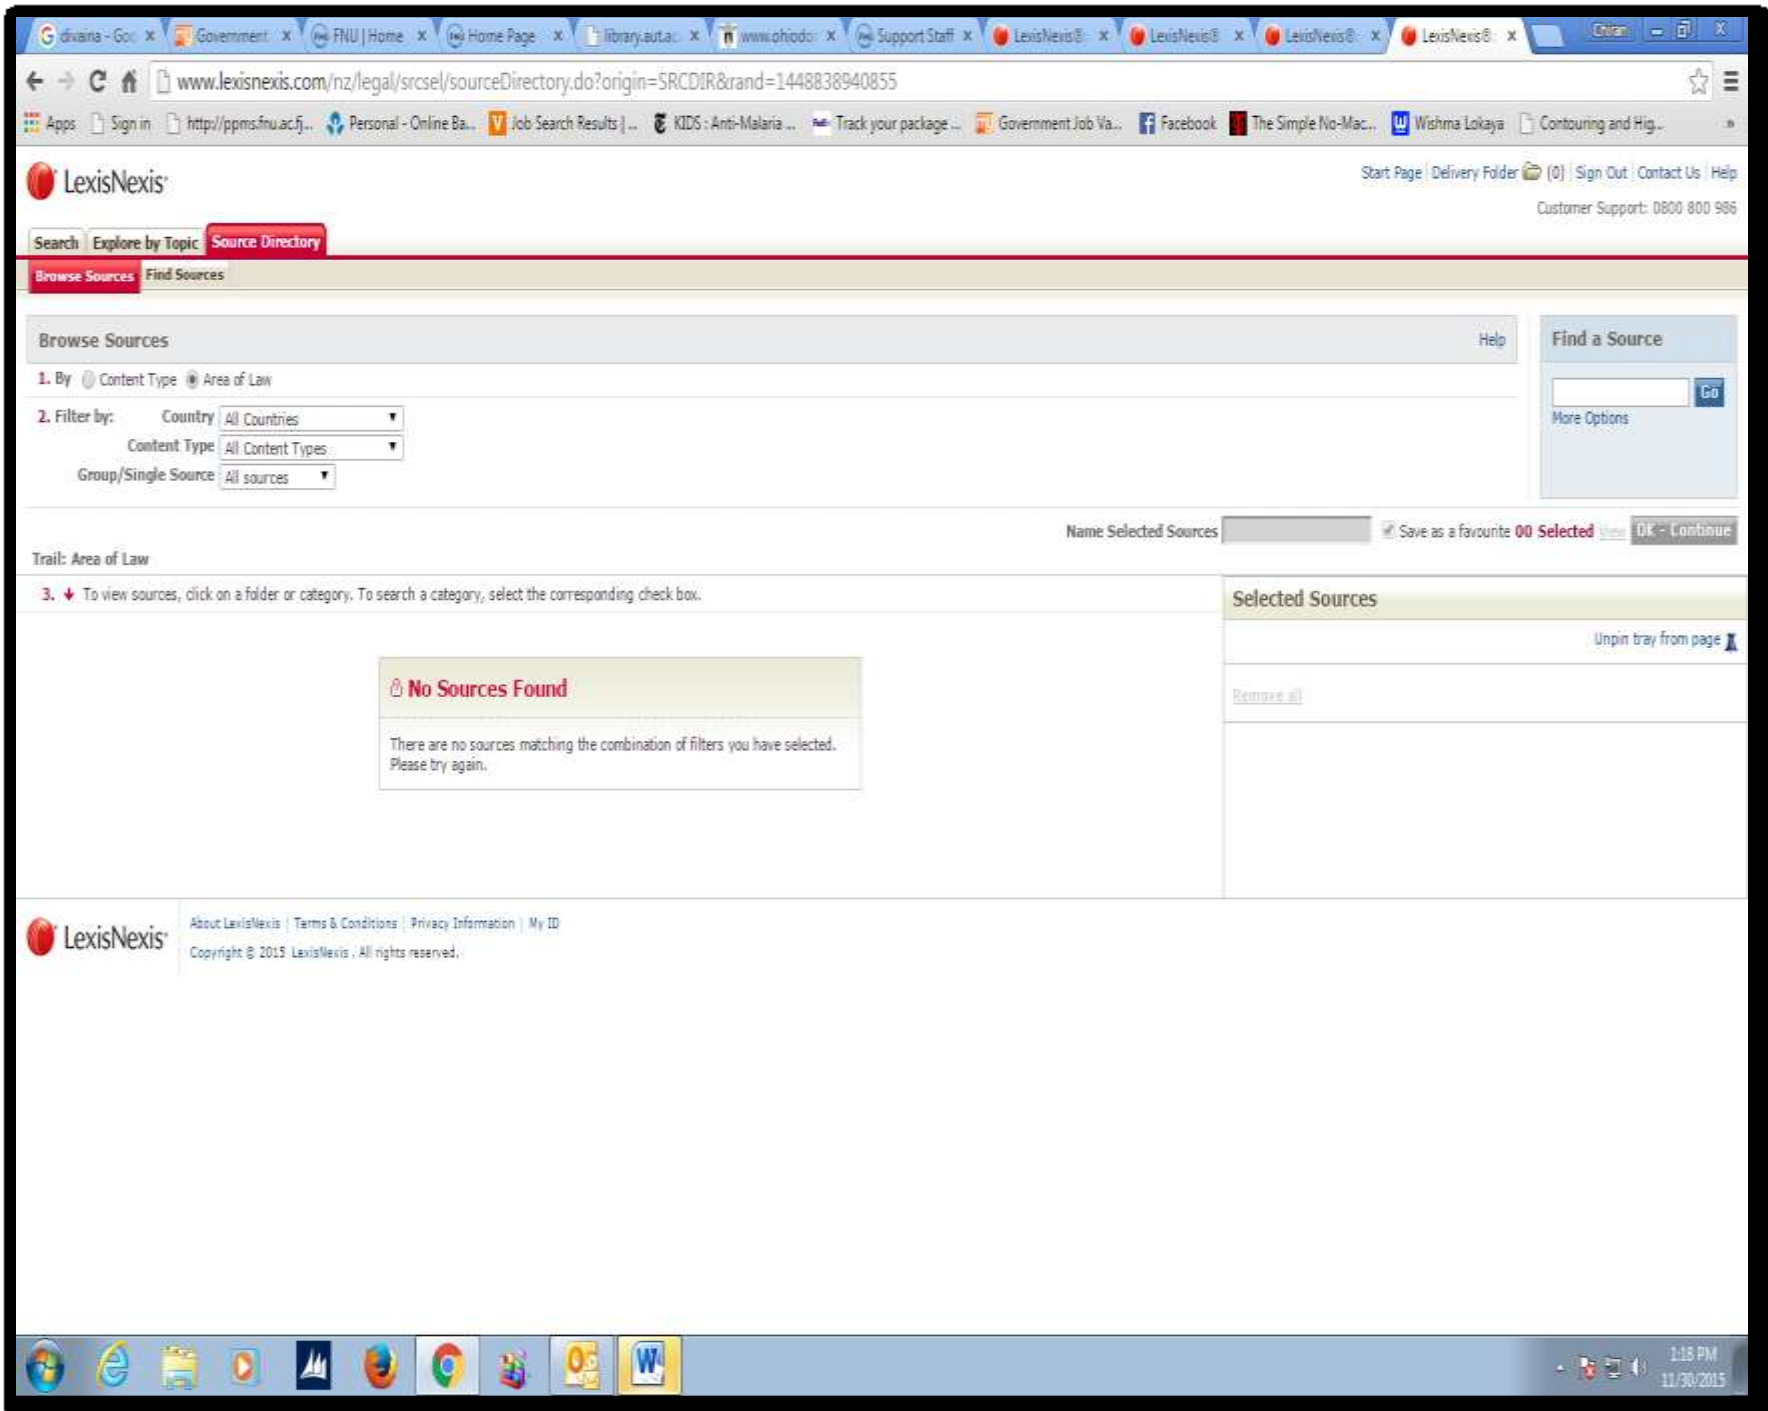 divaina - Goo
Government
FNU | Home
Home Page
library.aut.ac.
www.ohiodo
Support Staff
LexisNexis®
LexisNexis®
LexisNexis®
LexisNexis®
www.lexisnexis.com/nz/legal/srcsel/sourceDirectory.do?origin=SRCDIR&rand=1448838940855
Apps Sign in http://ppms.fnu.ac.fj... Personal - Online Ba... Job Search Results | ... KIDS : Anti-Malaria ... Track your package ... Government Job Va... Facebook The Simple No-Mac... Wishma Lokaya Contouring and Hig... »
LexisNexis®
Start Page | Delivery Folder (0) | Sign Out | Contact Us | Help
Customer Support: 0800 800 986
Search Explore by Topic Source Directory
Browse Sources Find Sources
Browse Sources Help
Find a Source
1. By Content Type Area of Law
Go
More Options
2. Filter by: Country All Countries
Content Type All Content Types
Group/Single Source All sources
Name Selected Sources Save as a favourite 00 Selected View OK - Continue
Trail: Area of Law
3. To view sources, click on a folder or category. To search a category, select the corresponding check box.
Selected Sources
Unpin tray from page
Remove all
No Sources Found
There are no sources matching the combination of filters you have selected.
Please try again.
LexisNexis®
About LexisNexis | Terms & Conditions | Privacy Information | My ID
Copyright © 2015 LexisNexis . All rights reserved.
1:18 PM
11/30/2015